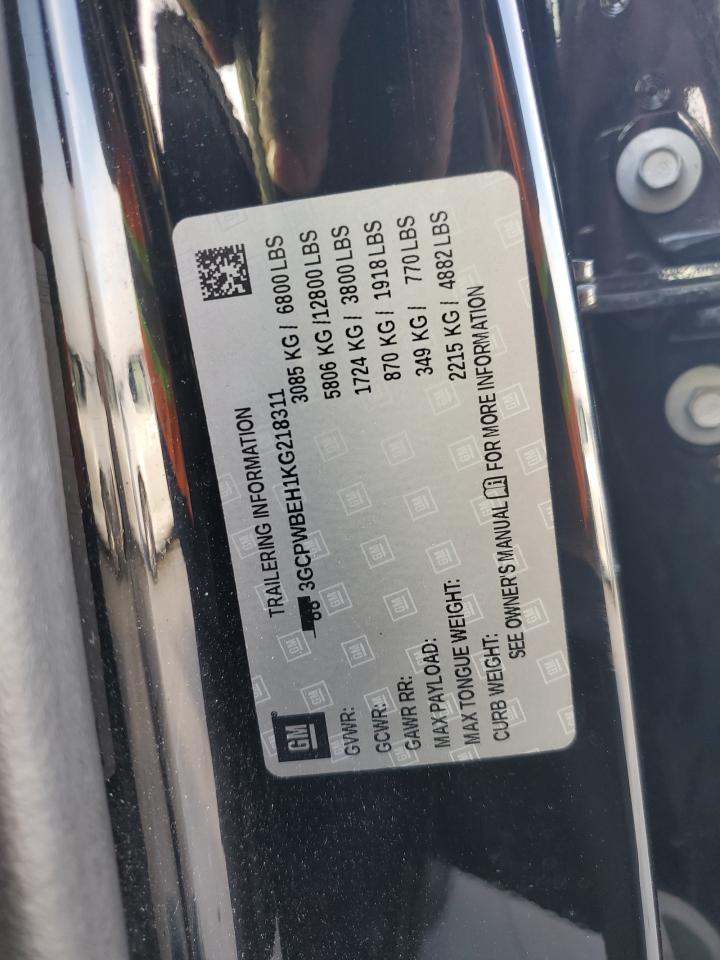 GM
TRAILERING INFORMATION
3GCPWBEH1KG218311
GVWR: 3085 KG / 6800 LBS
GCWR: 5806 KG /12800 LBS
GAWR RR: 1724 KG / 3800 LBS
MAX PAYLOAD: 870 KG / 1918 LBS
MAX TONGUE WEIGHT: 349 KG / 770 LBS
CURB WEIGHT: 2215 KG / 4882 LBS
SEE OWNER'S MANUAL FOR MORE INFORMATION